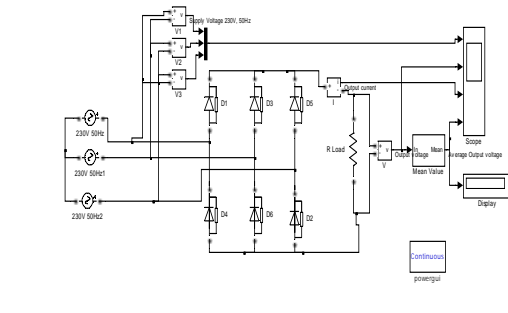 Supply Voltage 230V, 50Hz
V1
V2
V3
D1
D3
D5
I
Output current
230V 50Hz
230V 50Hz1
230V 50Hz2
R Load
V
Output voltage
In
Mean
Mean Value
Average Output voltage
Scope
Display
D4
D6
D2
Continuous
powergui